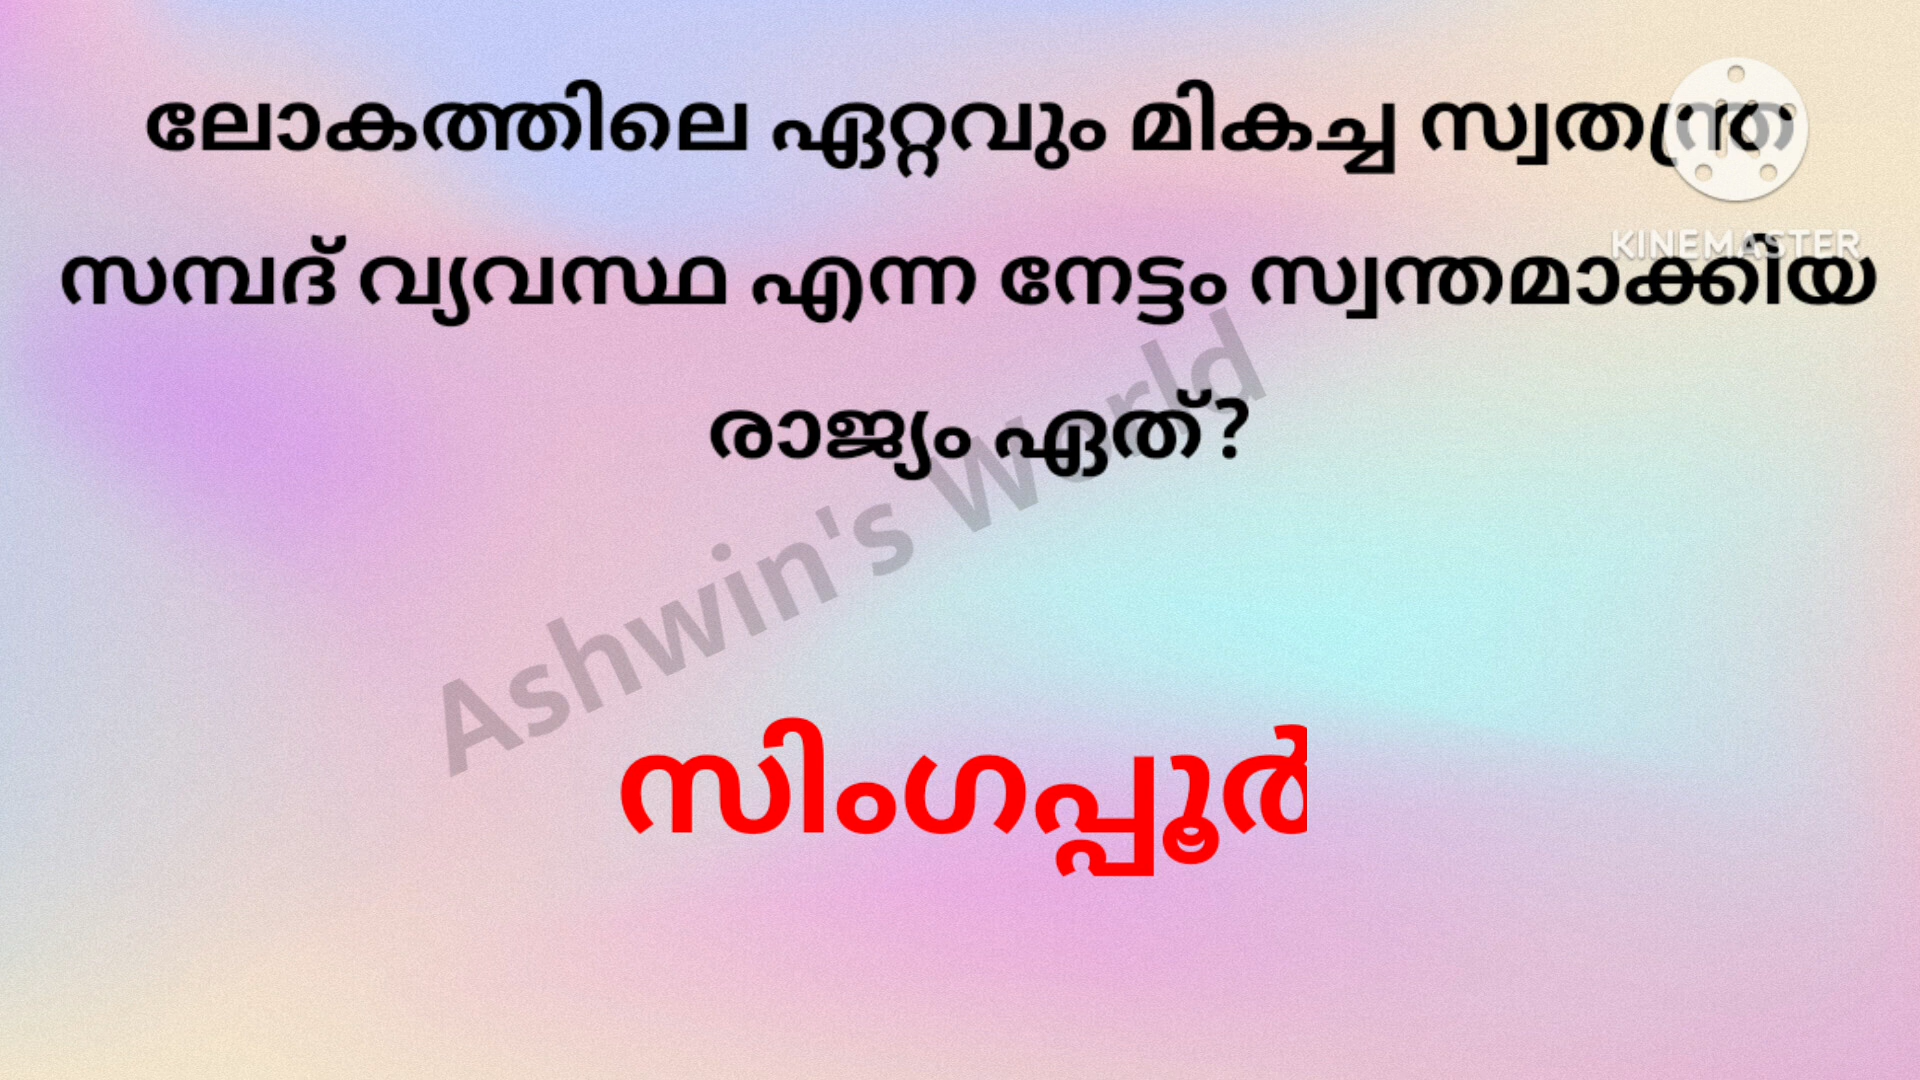 ലോകത്തിലെ ഏറ്റവും മികച്ച സ്വതന്ത്ര
KINEMASTER
സമ്പദ് വ്യവസ്ഥ എന്ന നേട്ടം സ്വന്തമാക്കിയ
രാജ്യം ഏത്?
Ashwin's World
സിംഗപ്പൂർ